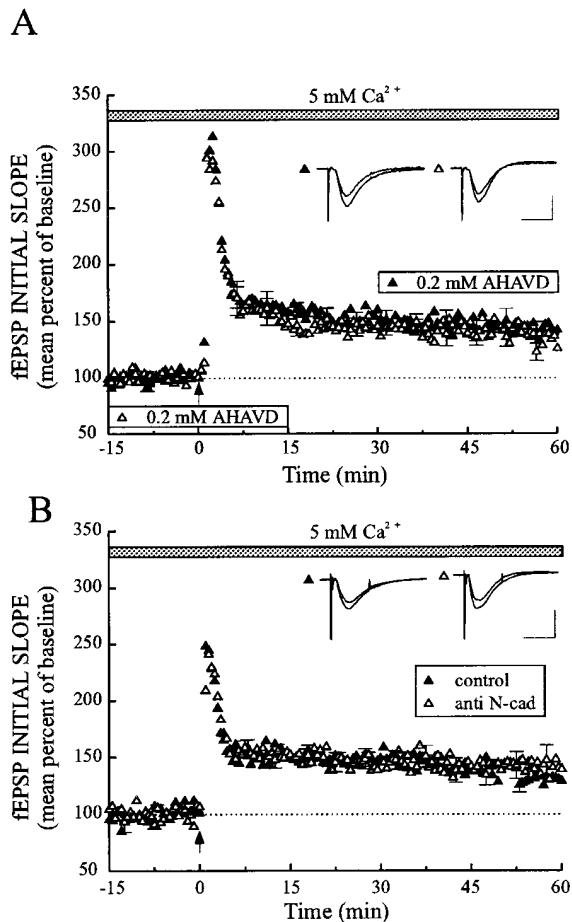 A
5 mM Ca²⁺
350
300
250
200
150
100
50
fEPSP INITIAL SLOPE
(mean percent of baseline)
▲
△
▲ 0.2 mM AHAVD
△ 0.2 mM AHAVD
-15
0
15
30
45
60
Time (min)
B
5 mM Ca²⁺
350
300
250
200
150
100
50
fEPSP INITIAL SLOPE
(mean percent of baseline)
▲
△
▲ control
△ anti N-cad
-15
0
15
30
45
60
Time (min)